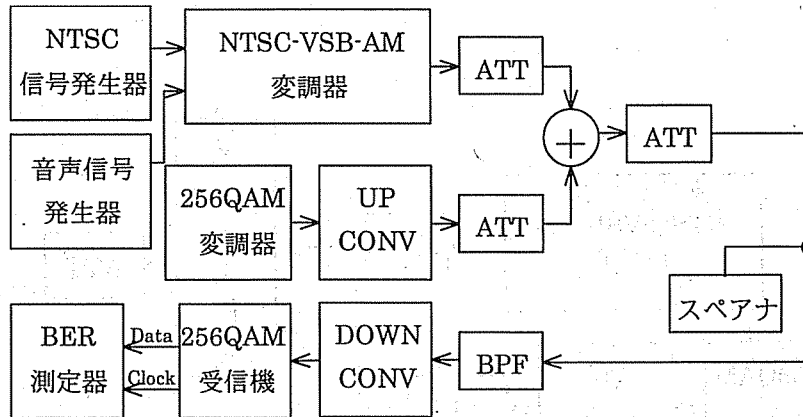 NTSC
信号発生器
NTSC-VSB-AM
変調器
ATT
音声信号
発生器
+
ATT
256QAM
変調器
UP
CONV
ATT
スペアナ
BER
測定器
Data
Clock
256QAM
受信機
DOWN
CONV
BPF